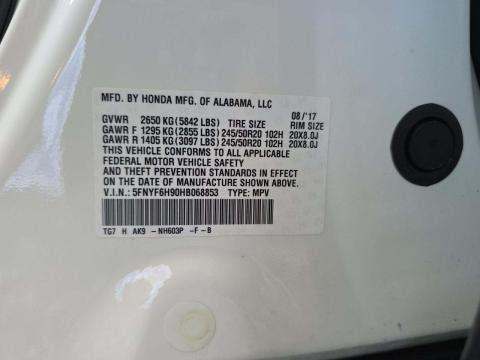 MFD. BY HONDA MFG. OF ALABAMA, LLC
08/'17
GVWR 2650 KG (5842 LBS) TIRE SIZE RIM SIZE
GAWR F 1295 KG (2855 LBS) 245/50R20 102H 20X8.0J
GAWR R 1405 KG (3097 LBS) 245/50R20 102H 20X8.0J
THIS VEHICLE CONFORMS TO ALL APPLICABLE
FEDERAL MOTOR VEHICLE SAFETY
AND THEFT PREVENTION STANDARDS IN EFFECT
ON THE DATE OF MANUFACTURE SHOWN ABOVE.
V.I.N.: 5FNYF6H90HB068853 TYPE: MPV
TG7 H AK9 -NH603P -F -B